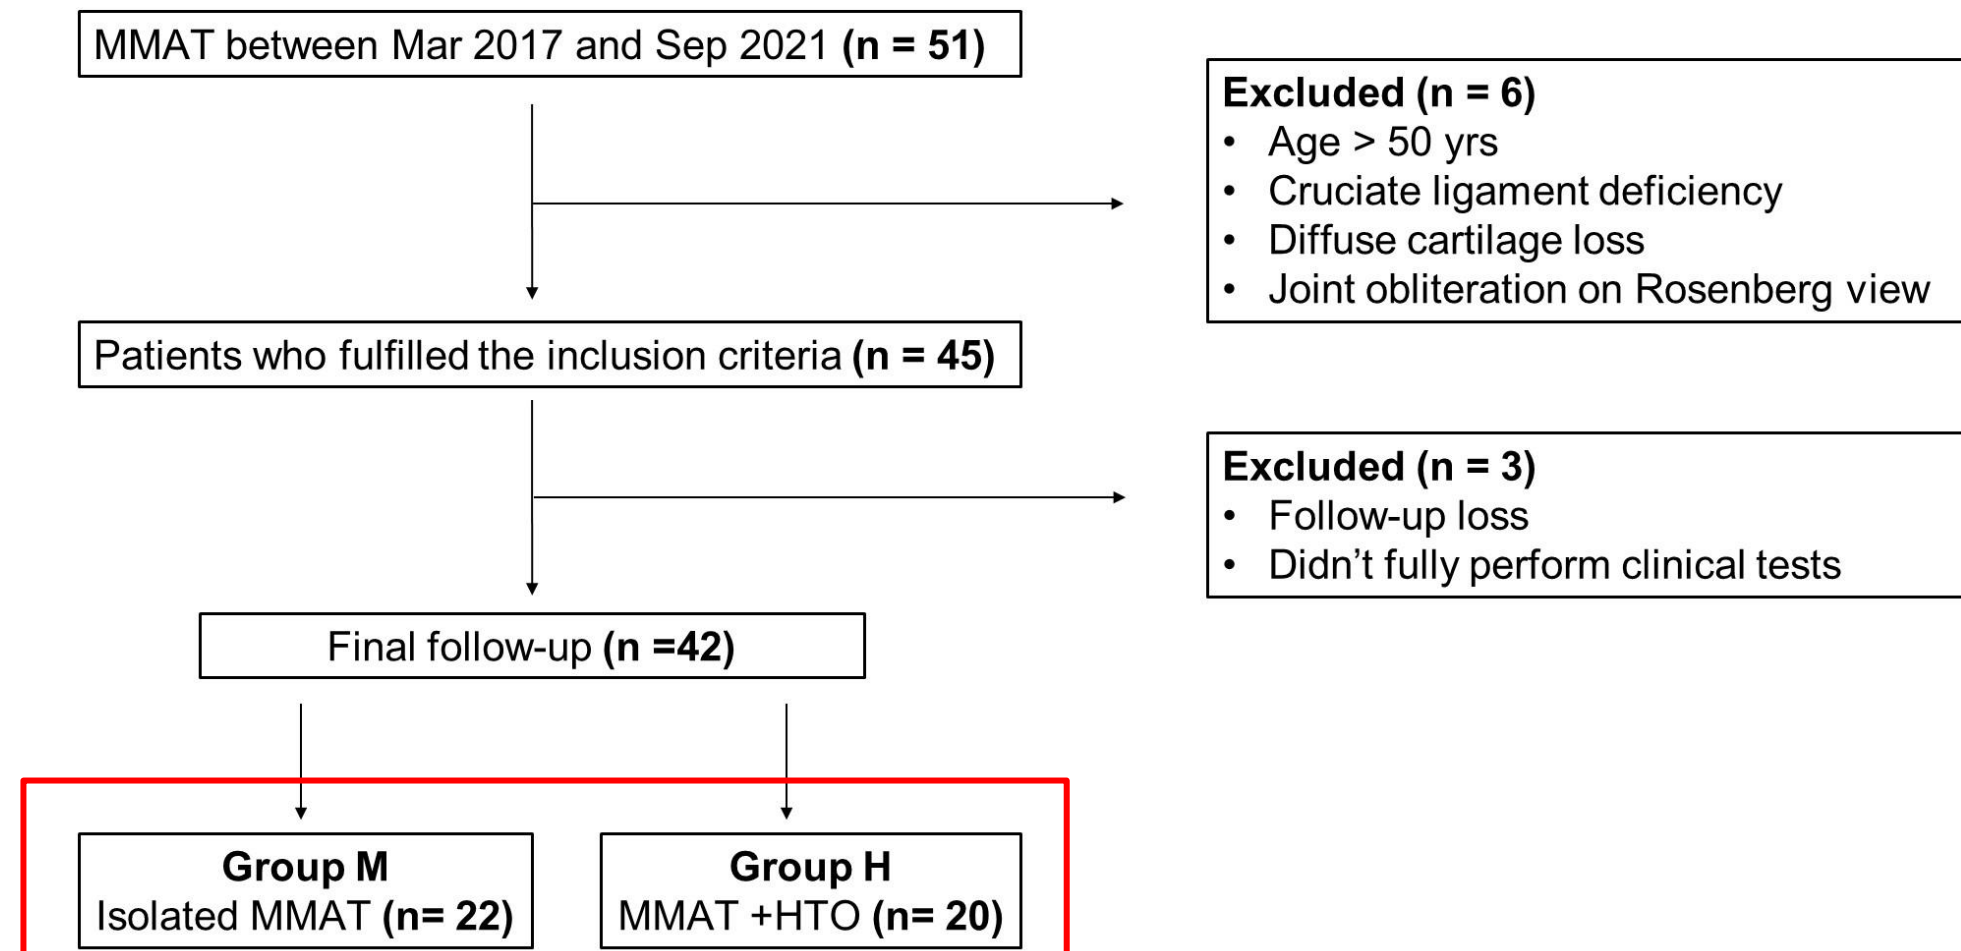 MMAT between Mar 2017 and Sep 2021 (n = 51)
Excluded (n = 6)
• Age > 50 yrs
• Cruciate ligament deficiency
• Diffuse cartilage loss
• Joint obliteration on Rosenberg view
Patients who fulfilled the inclusion criteria (n = 45)
Excluded (n = 3)
• Follow-up loss
• Didn't fully perform clinical tests
Final follow-up (n =42)
Group M
Isolated MMAT (n= 22)
Group H
MMAT +HTO (n= 20)